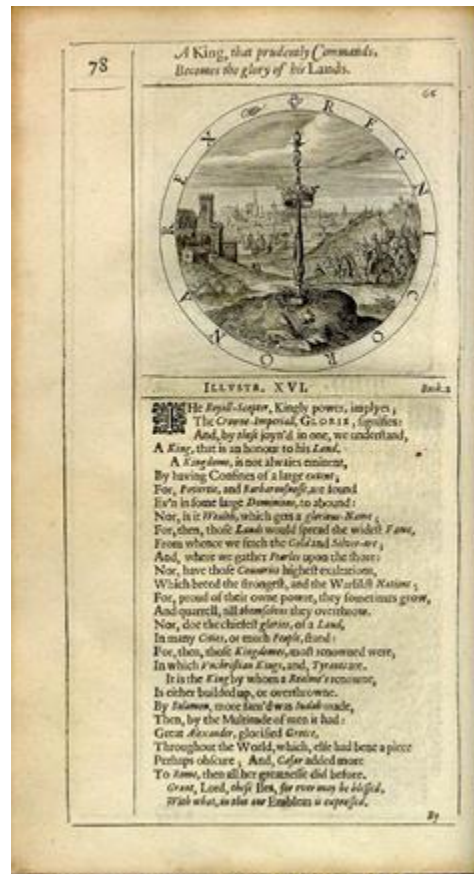 78
A King, that prudently Commands,
Becomes the glory of his Lands.
66
REGNI CORONA REX
ILLVSTR. XVI. Book.2
THe Royall-Scepter, Kingly power, implyes;
The Crowne-Imperiall, GLORIE, signifies:
And, by these joyn'd in one, we understand,
A King, that is an honour to his Land.
A Kingdome, is not alwaies eminent,
By having Confines of a large extent;
For, Povertie, and Barbarousnesse, are found
Ev'n in some large Dominions, to abound:
Nor, is it Wealth, which gets a glorious-Name;
For, then, those Lands would spread the widest Fame,
From whence we fetch the Gold and Silver-ore;
And, where we gather Pearles upon the shore:
Nor, have those Countries highest exaltations,
Which breed the strongest, and the Warlikst Nations;
For, proud of their owne powre, they sometimes grow,
And quarrell, till themselves they overthrow.
Nor, doe the chiefest glories, of a Land,
In many Cities, or much People, stand:
For, then, those Kingdomes, most renowned were,
In which Vnchristian Kings, and, Tyrants are.
It is the King by whom a Realme's renowne,
Is either builded up, or overthrowne.
By Solomon, more fam'd was Iudah made,
Then, by the Multitude of men it had:
Great Alexander, glorified Greece,
Throughout the World, which, else had bene a piece
Perhaps obscure; And, Cæsar added more
To Rome, then all her greatnesse did before.
Grant, Lord, these Iles, for ever may be blessed,
With what, in this our Emblem is expressed.
By